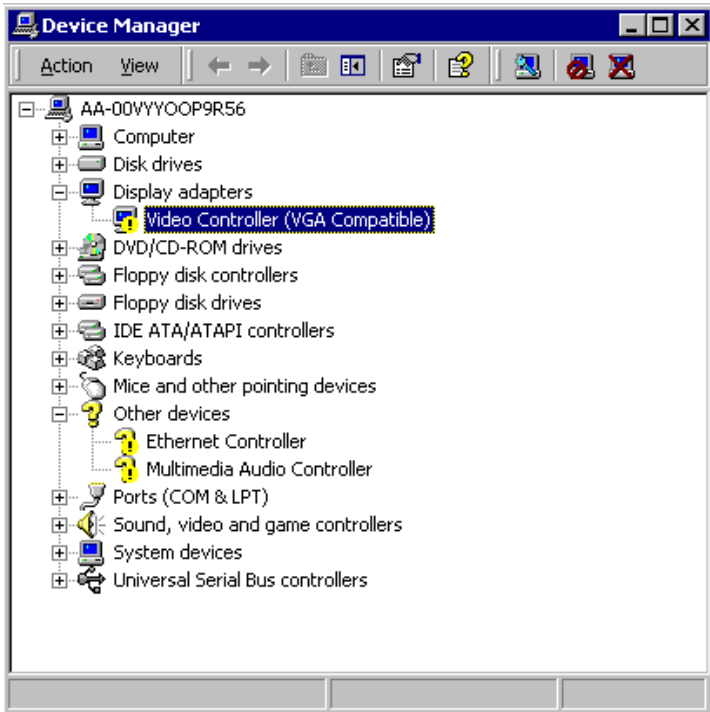 Device Manager
Action View
AA-00VYYOOP9R56
Computer
Disk drives
Display adapters
Video Controller (VGA Compatible)
DVD/CD-ROM drives
Floppy disk controllers
Floppy disk drives
IDE ATA/ATAPI controllers
Keyboards
Mice and other pointing devices
Other devices
Ethernet Controller
Multimedia Audio Controller
Ports (COM & LPT)
Sound, video and game controllers
System devices
Universal Serial Bus controllers